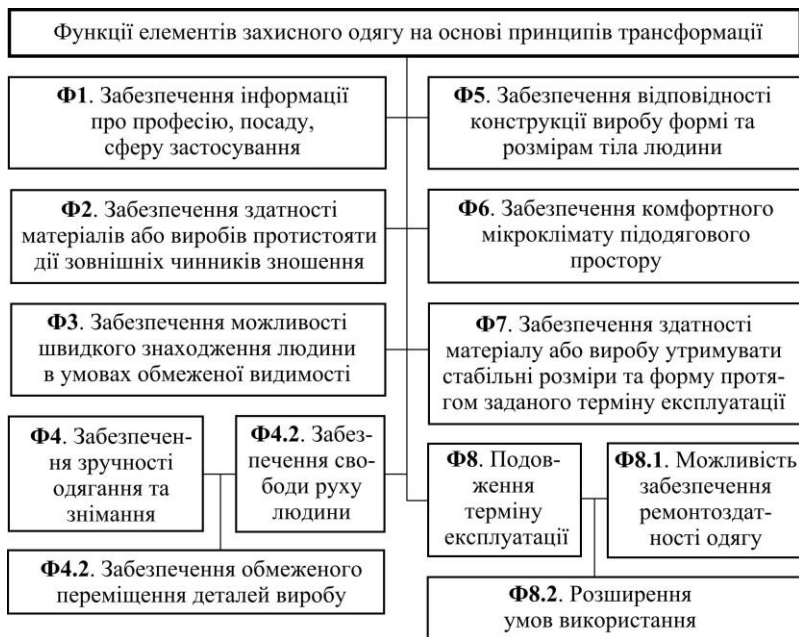 Функції елементів захисного одягу на основі принципів трансформації
Ф1. Забезпечення інформації
про професію, посаду,
сферу застосування
Ф2. Забезпечення здатності
матеріалів або виробів протистояти
дії зовнішніх чинників зношення
Ф3. Забезпечення можливості
швидкого знаходження людини
в умовах обмеженої видимості
Ф4. Забезпечен-
ня зручності
одягання та
знімання
Ф4.2. Забез-
печення сво-
боди руху
людини
Ф4.2. Забезпечення обмеженого
переміщення деталей виробу
Ф5. Забезпечення відповідності
конструкції виробу формі та
розмірам тіла людини
Ф6. Забезпечення комфортного
мікроклімату підодягового
простору
Ф7. Забезпечення здатності
матеріалу або виробу утримувати
стабільні розміри та форму протя-
гом заданого терміну експлуатації
Ф8. Подов-
ження
терміну
експлуатації
Ф8.1. Можливість
забезпечення
ремонтоздат-
ності одягу
Ф8.2. Розширення
умов використання